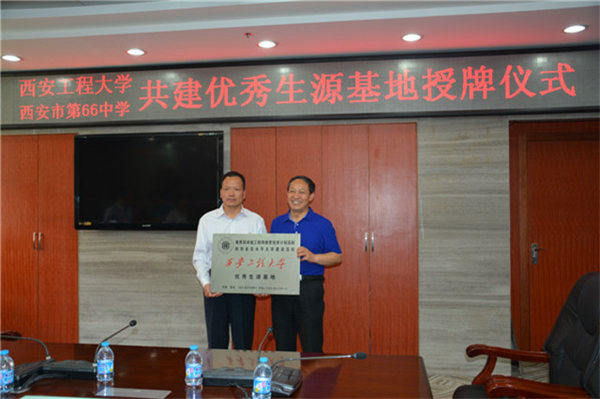 西安工程大学
西安市第66中学
共建优秀生源基地授牌仪式
西安工程大学
优秀生源基地